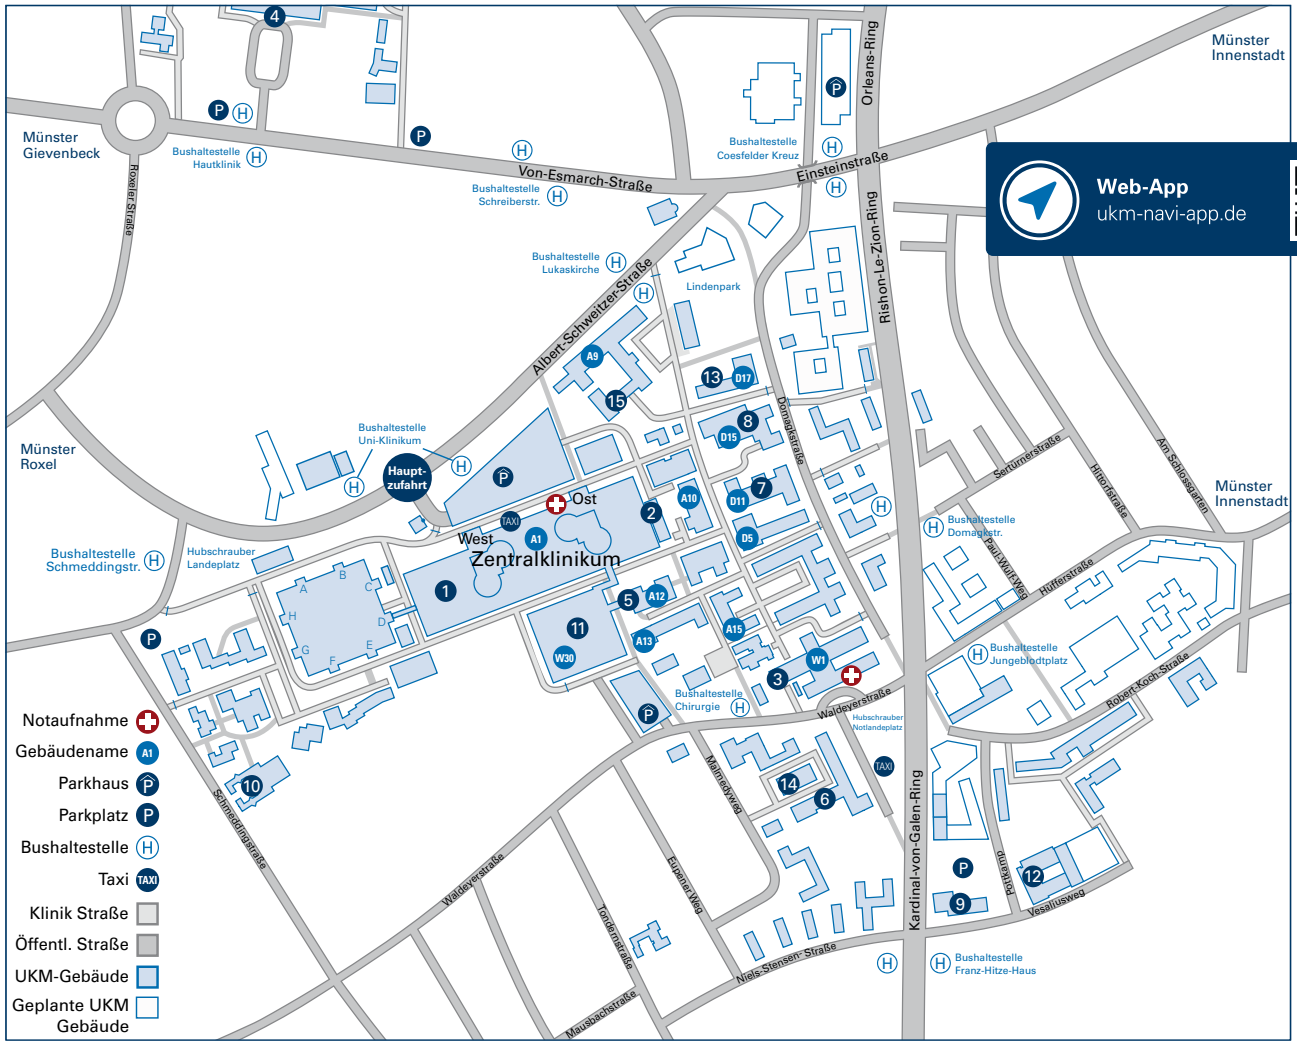 4
Münster
Innenstadt
Orleans-Ring
P
P
H
P
H
Münster
Gievenbeck
Bushaltestelle
Hautklinik
H
Bushaltestelle
Coesfelder Kreuz
H
H
Einsteinstraße
Von-Esmarch-Straße
Bushaltestelle
Schreiberstr.
H
Web-App
ukm-navi-app.de
Roxeler Straße
Rishon-Le-Zion-Ring
Bushaltestelle
Lukaskirche
H
H
Lindenpark
Albert-Schweitzer-Straße
A9
15
13
D17
Domagkstraße
8
D15
Münster
Roxel
Bushaltestelle
Uni-Klinikum
H
H
Haupt-
zufahrt
P
Ost
TAXI
West
A1
Zentralklinikum
2
A10
7
D11
D5
H
H
Bushaltestelle
Domagkstr.
Serturnerstraße
Hittorfstraße
Am Schlossgarten
Münster
Innenstadt
Paul-Wulf-Weg
Hufferstraße
Bushaltestelle
Schmeddingstr.
H
Hubschrauber
Landeplatz
A
B
C
D
E
F
G
H
1
5
A12
11
A13
W30
A15
W1
3
P
H
Bushaltestelle
Jungeblodtplatz
Robert-Koch-Straße
Bushaltestelle
Chirurgie
H
P
Waldeyerstraße
Hubschrauber
Notlandeplatz
TAXI
Kardinal-von-Galen-Ring
Malmedyweg
14
6
10
Schmeddingstraße
Waldeyerstraße
Eupener Weg
Tondernstraße
Mausbachstraße
Niels-Stensen-Straße
P
9
Pottkamp
12
Vesaliusweg
H
H
Bushaltestelle
Franz-Hitze-Haus
Notaufnahme
Gebäudename
A1
Parkhaus
P
Parkplatz
P
Bushaltestelle
H
Taxi
TAXI
Klinik Straße
Öffentl. Straße
UKM-Gebäude
Geplante UKM
Gebäude